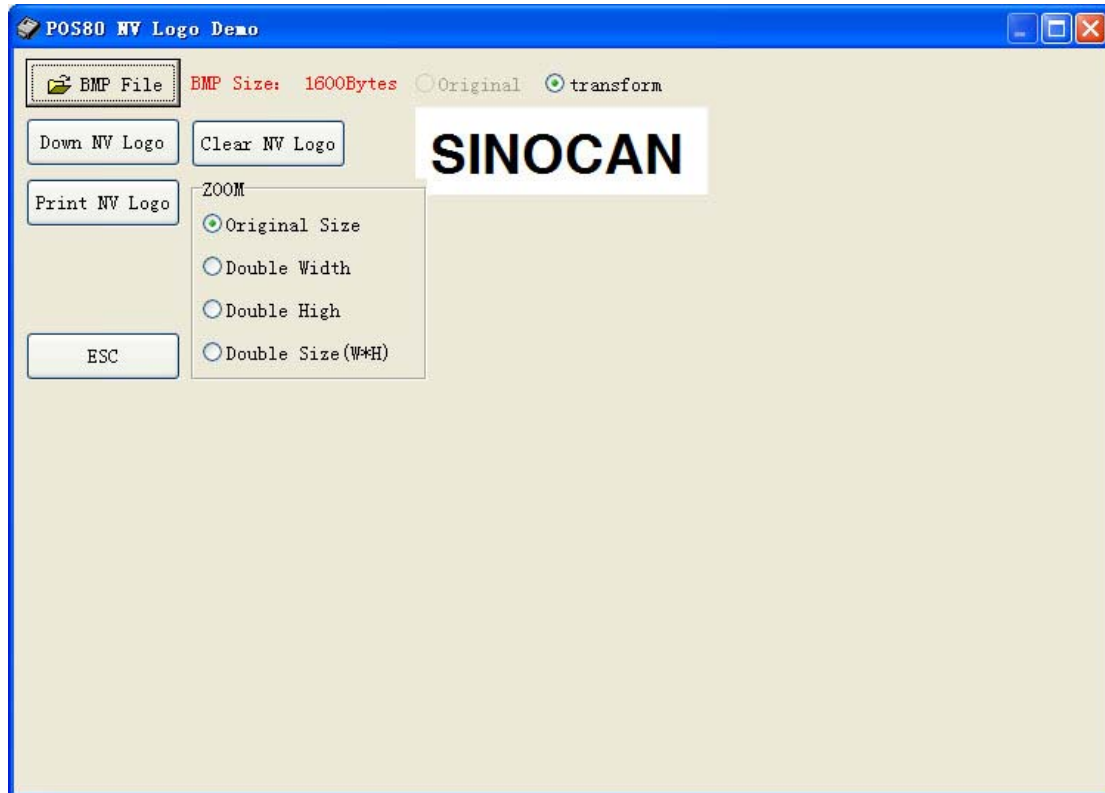 POS80 NV Logo Demo
BMP File BMP Size: 1600Bytes Original transform
Down NV Logo Clear NV Logo SINOCAN
Print NV Logo ZOOM
Original Size
Double Width
Double High
ESC Double Size(W*H)